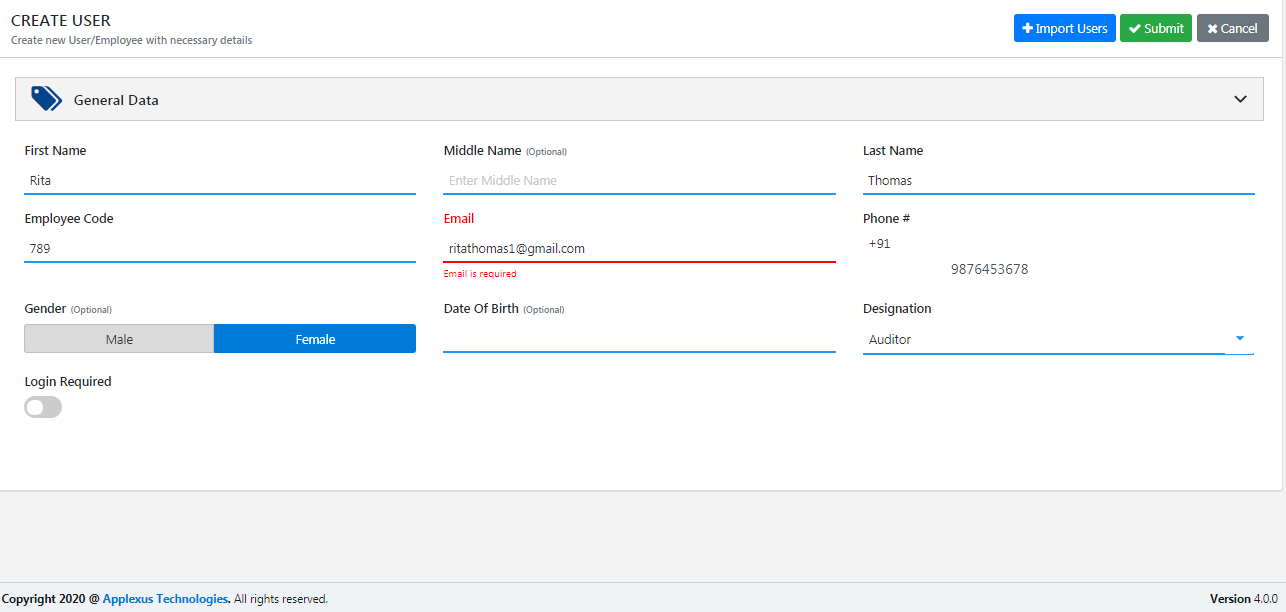 CREATE USER
Create new User/Employee with necessary details
Import Users
Submit
Cancel
General Data
First Name
Rita
Middle Name (Optional)
Enter Middle Name
Last Name
Thomas
Employee Code
789
Email
ritathomas1@gmail.com
Email is required
Phone #
+91
9876453678
Gender (Optional)
Male
Female
Date Of Birth (Optional)
Designation
Auditor
Login Required
Copyright 2020 @ Applexus Technologies. All rights reserved.
Version 4.0.0